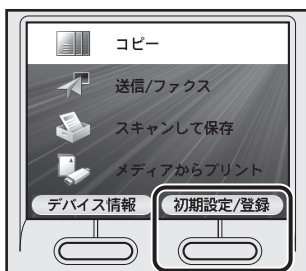 コピー
送信/ファクス
スキャンして保存
メディアからプリント
デバイス情報 初期設定/登録